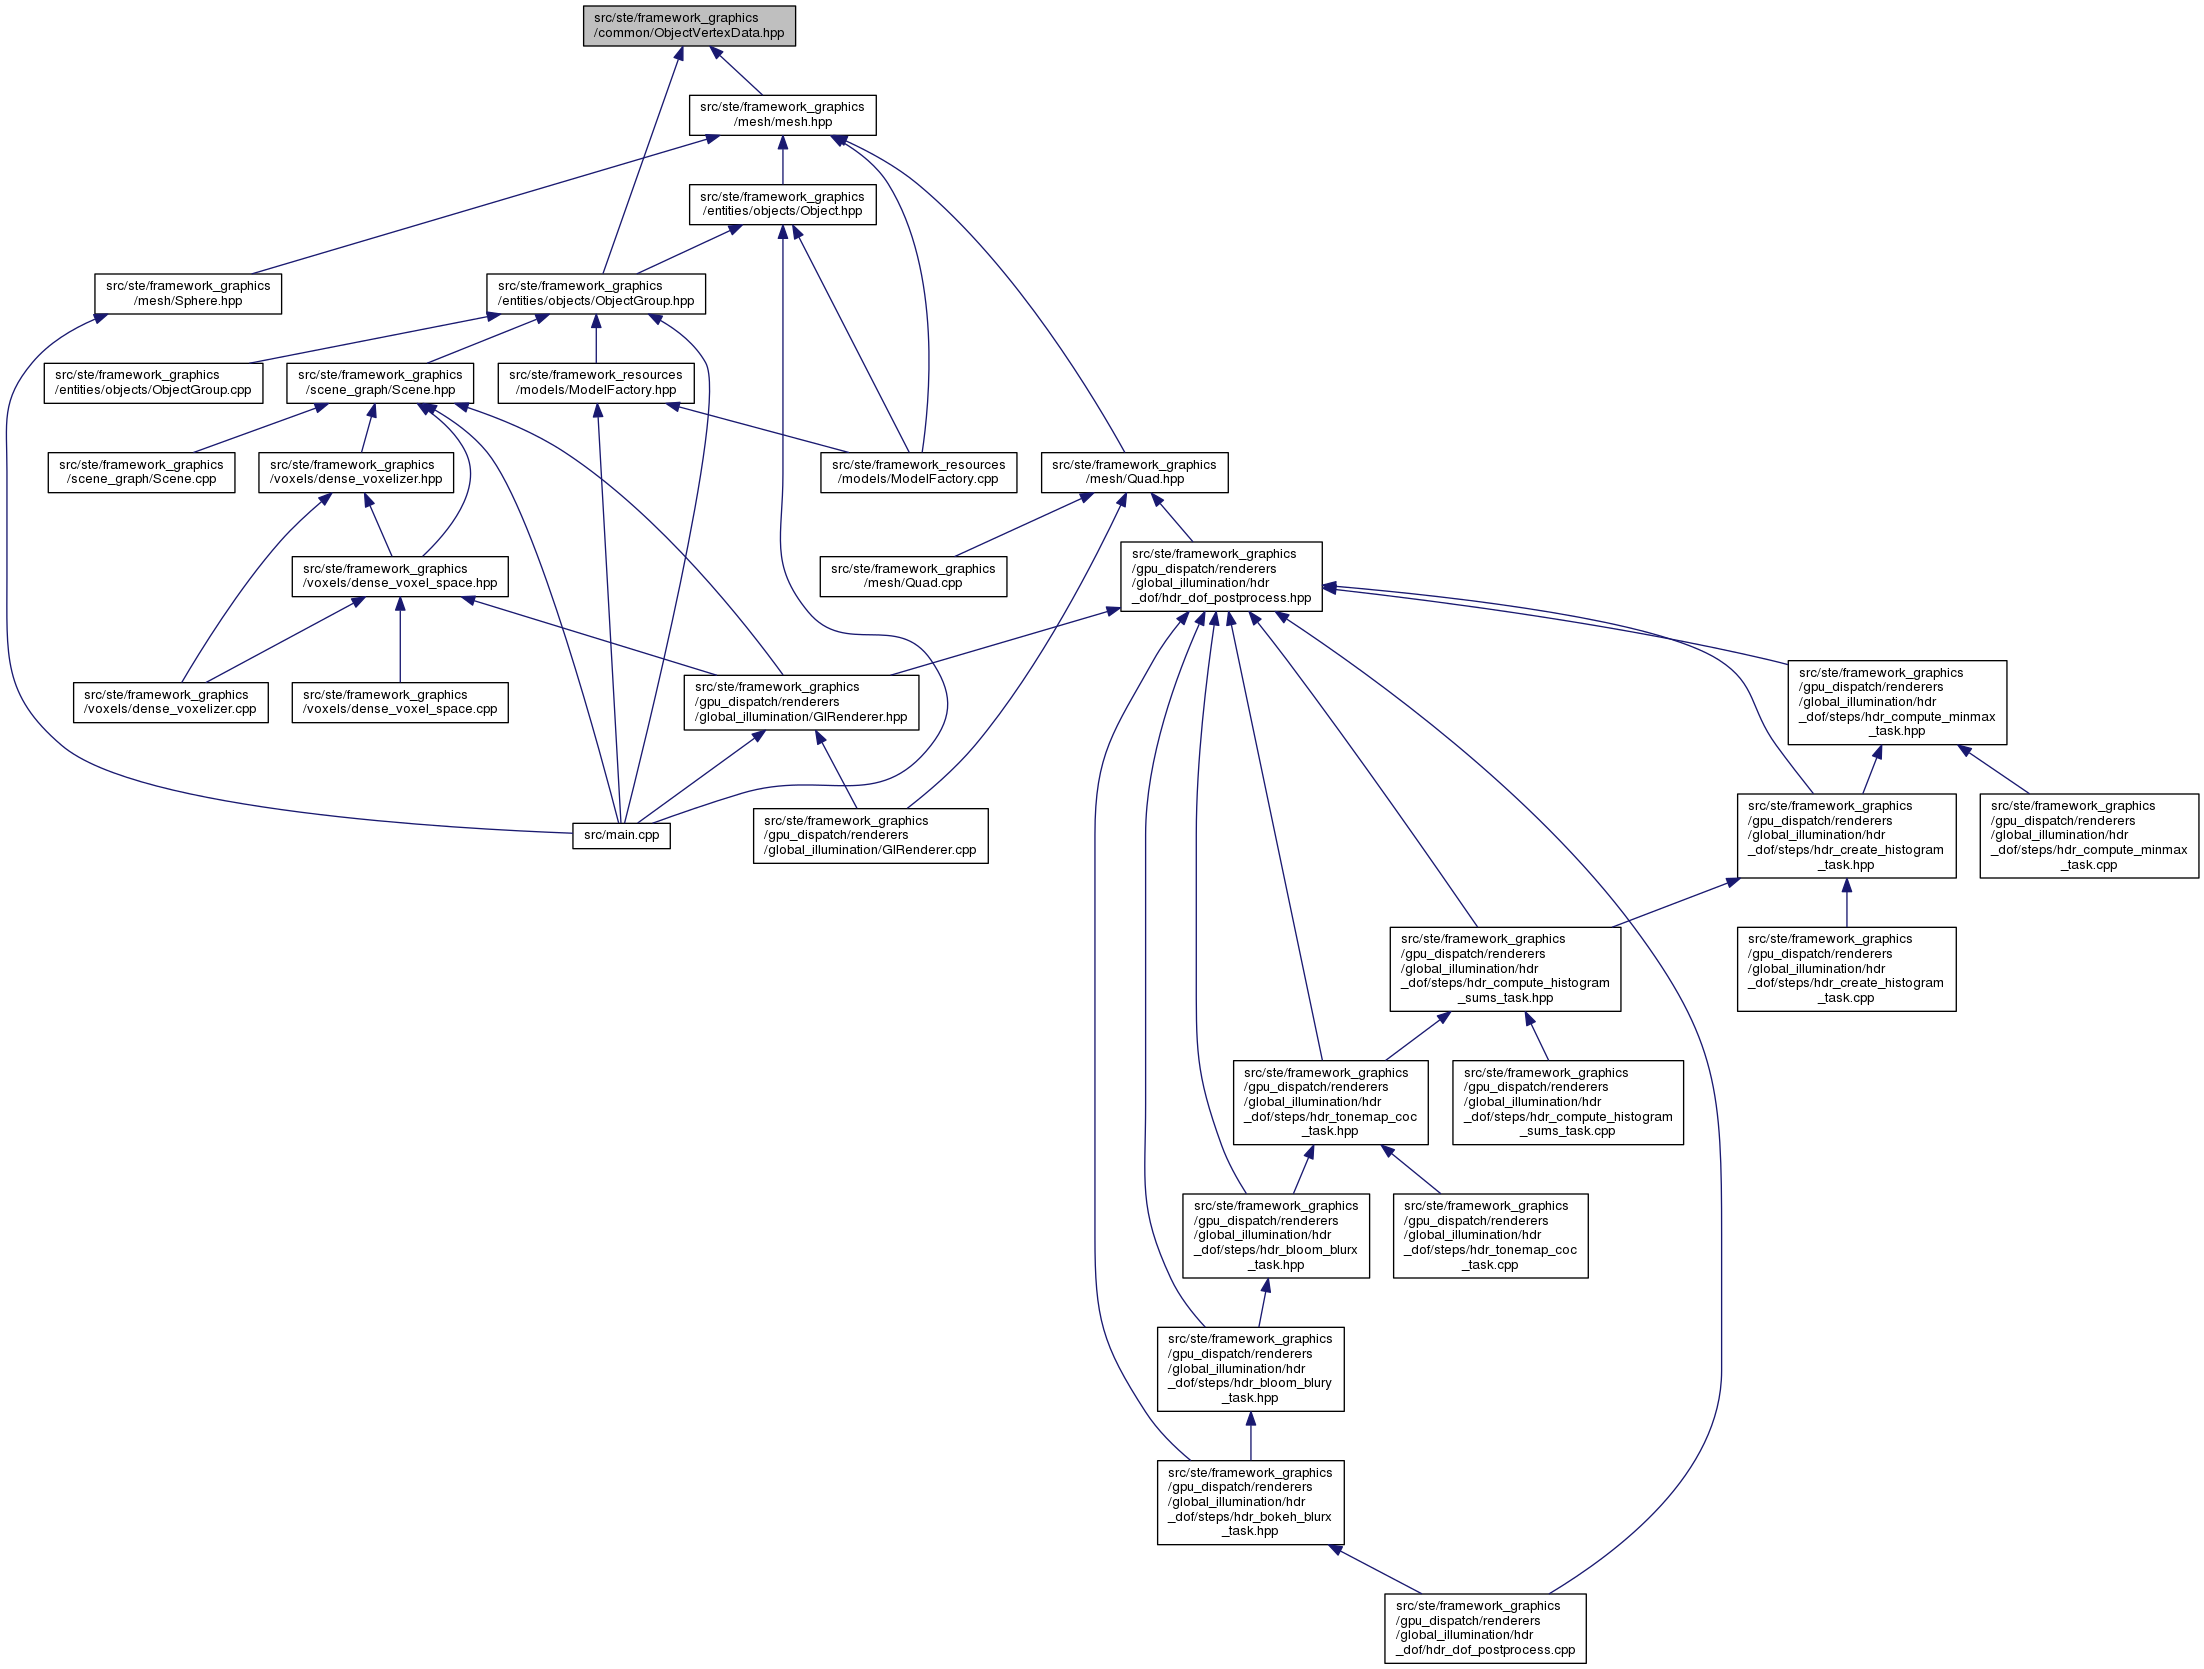 src/ste/framework_graphics
/common/ObjectVertexData.hpp
src/ste/framework_graphics
/mesh/mesh.hpp
src/ste/framework_graphics
/entities/objects/Object.hpp
src/ste/framework_graphics
/mesh/Sphere.hpp
src/ste/framework_graphics
/entities/objects/ObjectGroup.hpp
src/ste/framework_graphics
/entities/objects/ObjectGroup.cpp
src/ste/framework_graphics
/scene_graph/Scene.hpp
src/ste/framework_resources
/models/ModelFactory.hpp
src/ste/framework_graphics
/scene_graph/Scene.cpp
src/ste/framework_graphics
/voxels/dense_voxelizer.hpp
src/ste/framework_resources
/models/ModelFactory.cpp
src/ste/framework_graphics
/mesh/Quad.hpp
src/ste/framework_graphics
/voxels/dense_voxel_space.hpp
src/ste/framework_graphics
/mesh/Quad.cpp
src/ste/framework_graphics
/gpu_dispatch/renderers
/global_illumination/hdr
_dof/hdr_dof_postprocess.hpp
src/ste/framework_graphics
/voxels/dense_voxelizer.cpp
src/ste/framework_graphics
/voxels/dense_voxel_space.cpp
src/ste/framework_graphics
/gpu_dispatch/renderers
/global_illumination/GIRenderer.hpp
src/ste/framework_graphics
/gpu_dispatch/renderers
/global_illumination/hdr
_dof/steps/hdr_compute_minmax
_task.hpp
src/main.cpp
src/ste/framework_graphics
/gpu_dispatch/renderers
/global_illumination/GIRenderer.cpp
src/ste/framework_graphics
/gpu_dispatch/renderers
/global_illumination/hdr
_dof/steps/hdr_create_histogram
_task.hpp
src/ste/framework_graphics
/gpu_dispatch/renderers
/global_illumination/hdr
_dof/steps/hdr_compute_minmax
_task.cpp
src/ste/framework_graphics
/gpu_dispatch/renderers
/global_illumination/hdr
_dof/steps/hdr_compute_histogram
_sums_task.hpp
src/ste/framework_graphics
/gpu_dispatch/renderers
/global_illumination/hdr
_dof/steps/hdr_create_histogram
_task.cpp
src/ste/framework_graphics
/gpu_dispatch/renderers
/global_illumination/hdr
_dof/steps/hdr_tonemap_coc
_task.hpp
src/ste/framework_graphics
/gpu_dispatch/renderers
/global_illumination/hdr
_dof/steps/hdr_compute_histogram
_sums_task.cpp
src/ste/framework_graphics
/gpu_dispatch/renderers
/global_illumination/hdr
_dof/steps/hdr_bloom_blurx
_task.hpp
src/ste/framework_graphics
/gpu_dispatch/renderers
/global_illumination/hdr
_dof/steps/hdr_tonemap_coc
_task.cpp
src/ste/framework_graphics
/gpu_dispatch/renderers
/global_illumination/hdr
_dof/steps/hdr_bloom_blury
_task.hpp
src/ste/framework_graphics
/gpu_dispatch/renderers
/global_illumination/hdr
_dof/steps/hdr_bokeh_blurx
_task.hpp
src/ste/framework_graphics
/gpu_dispatch/renderers
/global_illumination/hdr
_dof/hdr_dof_postprocess.cpp